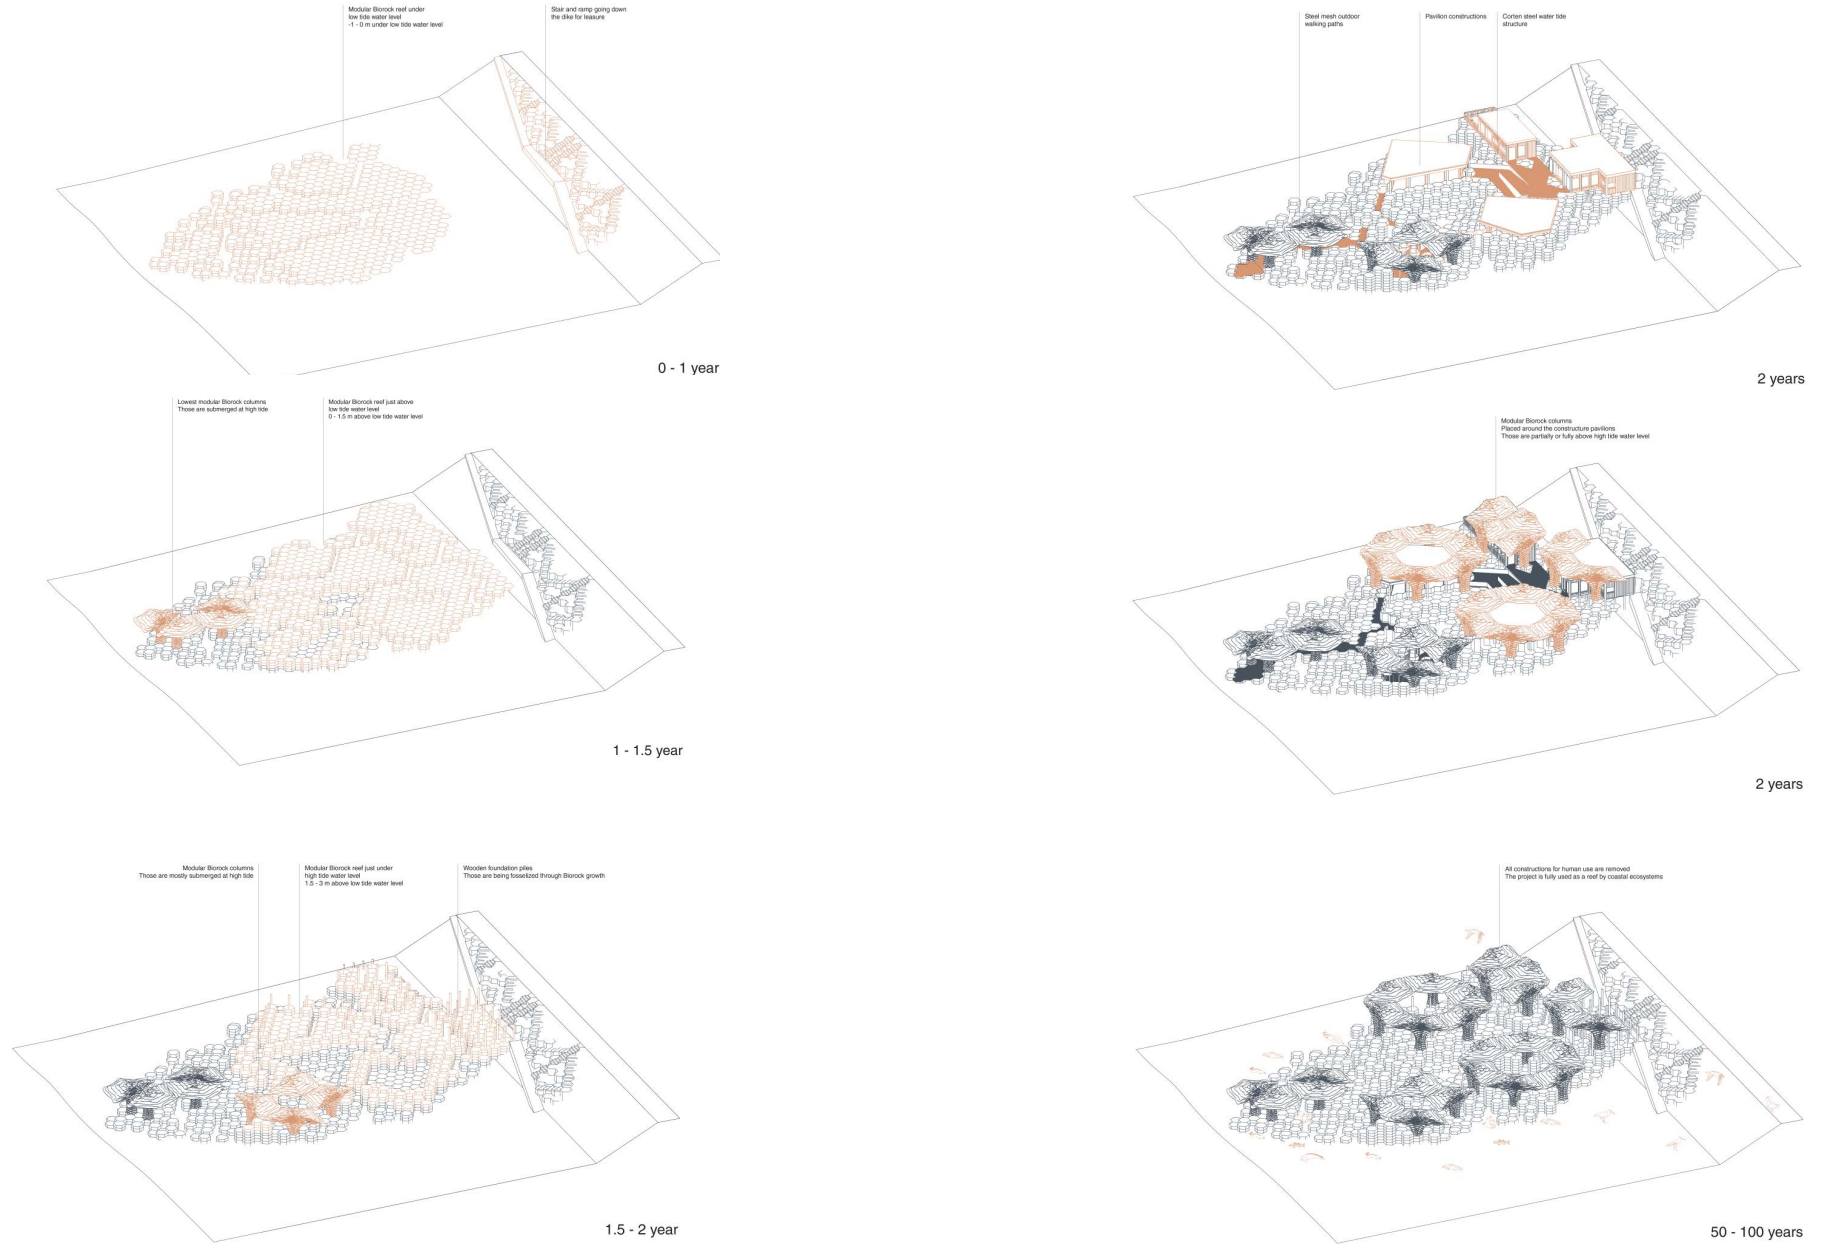 Modular Biorock reef under
low tide water level
-1 - 0 m under low tide water level
Stair and ramp going down
the dike for leasure
0 - 1 year
Lowest modular Biorock columns
Those are submerged at high tide
Modular Biorock reef just above
low tide water level
0 - 1.5 m above low tide water level
1 - 1.5 year
Modular Biorock columns
Those are mostly submerged at high tide
Modular Biorock reef just under
high tide water level
1.5 - 3 m above low tide water level
Wooden foundation piles
Those are being fosselized through Biorock growth
1.5 - 2 year
Steel mesh outdoor
walking paths
Pavilion constructions
Corten steel water tide
structure
2 years
Modular Biorock columns
Placed around the constructure pavilions
Those are partially or fully above high tide water level
2 years
All constructions for human use are removed
The project is fully used as a reef by coastal ecosystems
50 - 100 years